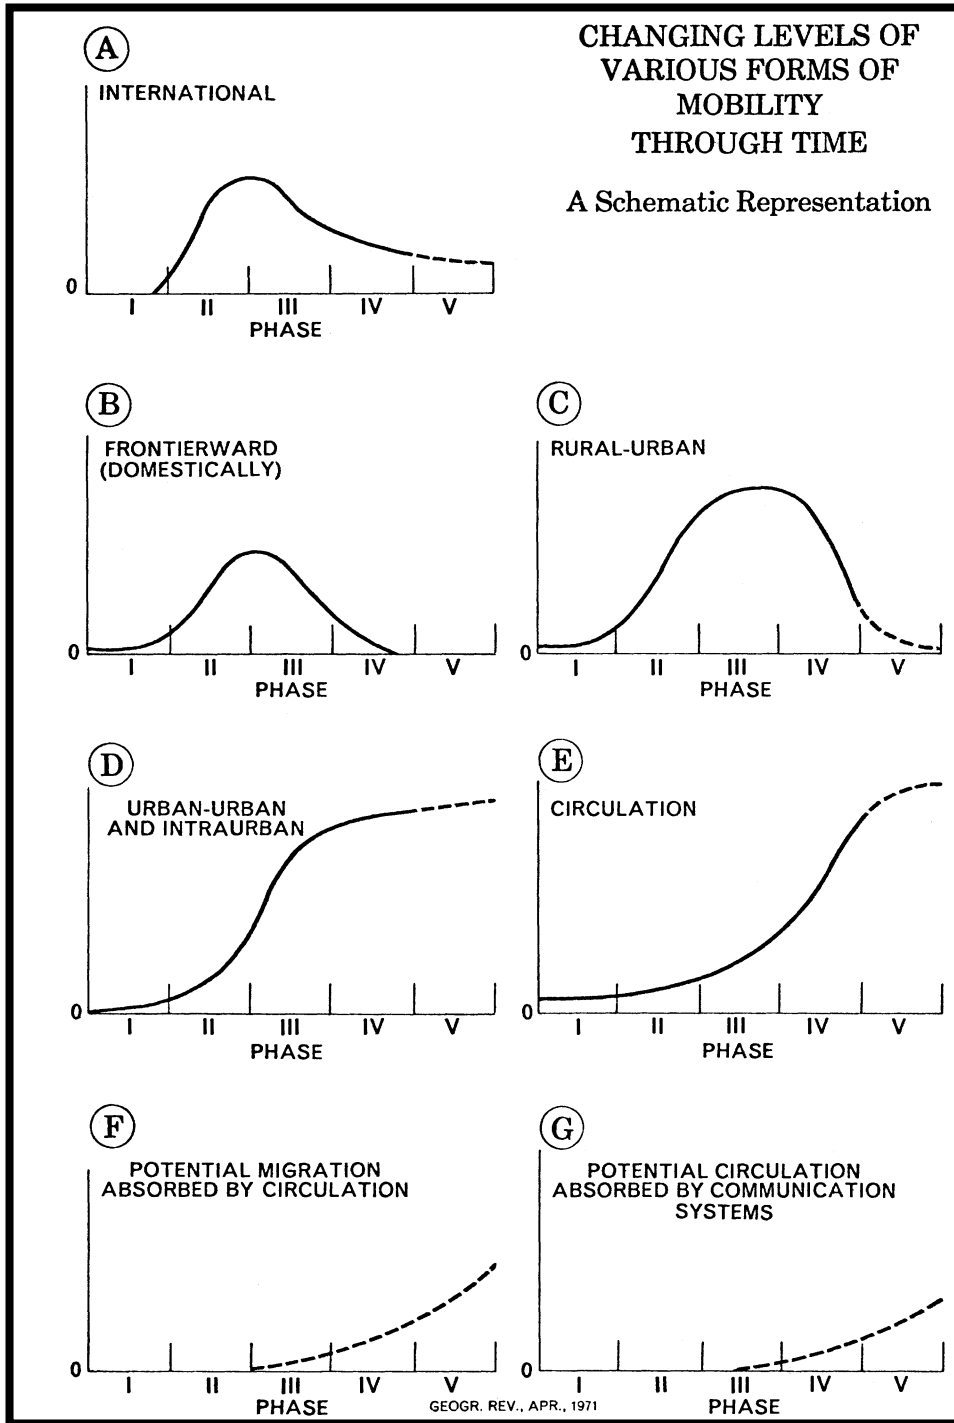 CHANGING LEVELS OF
VARIOUS FORMS OF
MOBILITY
THROUGH TIME
A Schematic Representation
A
INTERNATIONAL
0
I II III IV V
PHASE
B
FRONTIERWARD
(DOMESTICALLY)
0
I II III IV V
PHASE
C
RURAL-URBAN
0
I II III IV V
PHASE
D
URBAN-URBAN
AND INTRAURBAN
0
I II III IV V
PHASE
E
CIRCULATION
0
I II III IV V
PHASE
F
POTENTIAL MIGRATION
ABSORBED BY CIRCULATION
0
I II III IV V
PHASE
G
POTENTIAL CIRCULATION
ABSORBED BY COMMUNICATION
SYSTEMS
0
I II III IV V
PHASE
GEOGR. REV., APR., 1971